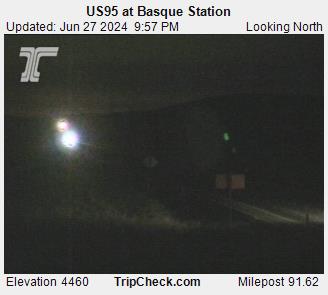 US95 at Basque Station
Updated: Jun 27 2024 9:57 PM Looking North
Elevation 4460 TripCheck.com Milepost 91.62